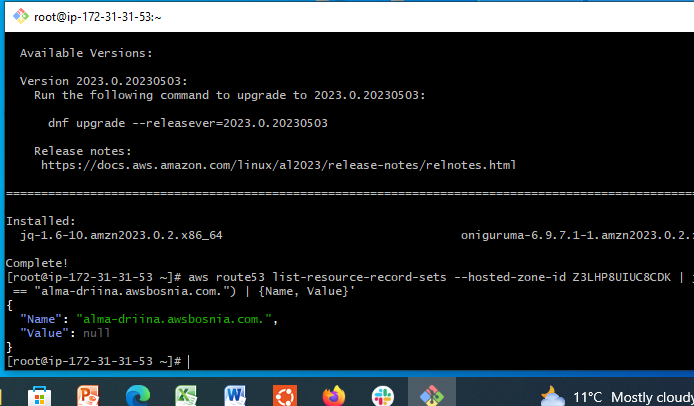 root@ip-172-31-31-53:~
Available Versions:
Version 2023.0.20230503:
Run the following command to upgrade to 2023.0.20230503:
dnf upgrade --releasever=2023.0.20230503
Release notes:
https://docs.aws.amazon.com/linux/al2023/release-notes/relnotes.html
================================================================================
Installed:
jq-1.6-10.amzn2023.0.2.x86_64 oniguruma-6.9.7.1-1.amzn2023.0.2.
Complete!
[root@ip-172-31-31-53 ~]# aws route53 list-resource-record-sets --hosted-zone-id Z3LHP8UIUC8CDK |
== "alma-driina.awsbosnia.com.") | {Name, Value}'
{
"Name": "alma-driina.awsbosnia.com.",
"Value": null
}
[root@ip-172-31-31-53 ~]#
11°C Mostly cloudy